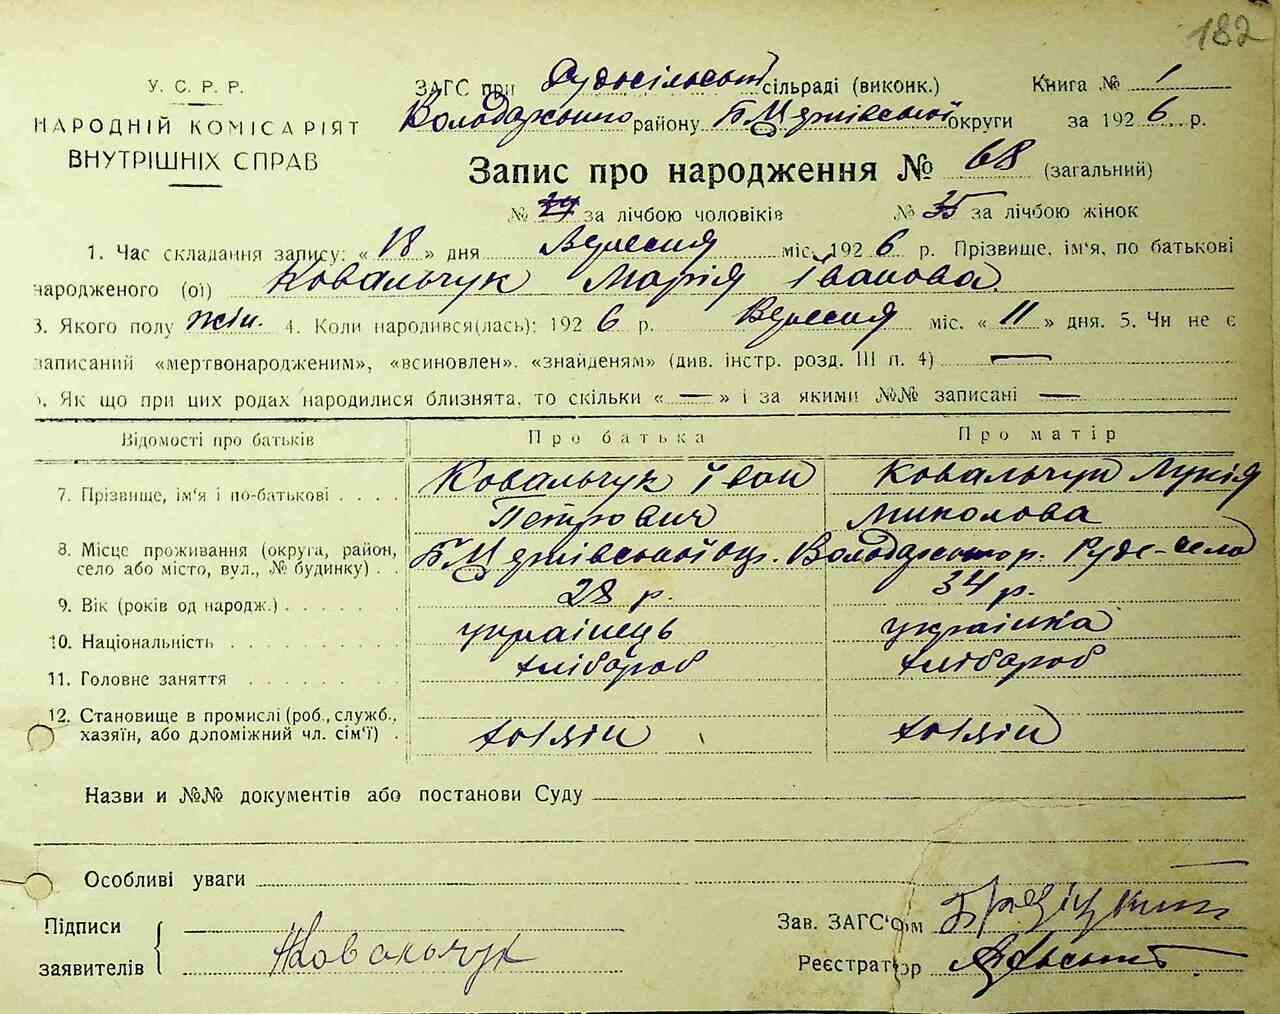 182
У. С. Р. Р.
НАРОДНІЙ КОМІСАРІЯТ
ВНУТРІШНІХ СПРАВ
ЗАГС при Рудосільський сільраді (виконк.) Книга № 1
Володарського району Б.Церківської округи за 1926 р.
Запис про народження № 68 (загальний)
№ за лічбою чоловіків № 35 за лічбою жінок
1. Час складання запису: «18» дня Вересня міс. 1926 р. Прізвище, ім'я, по батькові
народженого (ої) Ковальчук Марія Іванова
3. Якого полу жін. 4. Коли народився(лась): 1926 р. Вересня міс. «11» дня. 5. Чи не є
записаний «мертвонародженим», «всиновлен». «знайденям» (див. інстр. розд. III п. 4) —
Як що при цих родах народилися близнята, то скільки «—» і за якими №№ записані —
Відомості про батьків Про батька Про матір
7. Прізвище, ім'я і по-батькові Ковальчук Іван Ковальчук Лукія
Петрович Миколова
8. Місце проживання (округа, район, Б.Церківської окр. Володарського р. Руде-село
село або місто, вул., № будинку)
9. Вік (років од народж.) 28 р. 34 р.
10. Національність українець українка
11. Головне заняття хлібороб хлібороб
12. Становище в промислі (роб., служб.,
хазяїн, або допоміжний чл. сім'ї) хазяїн хазяїн
Назви и №№ документів або постанови Суду
Особливі уваги
Підписи
заявителів Ковальчук
Зав. ЗАГС'ом
Реєстратор